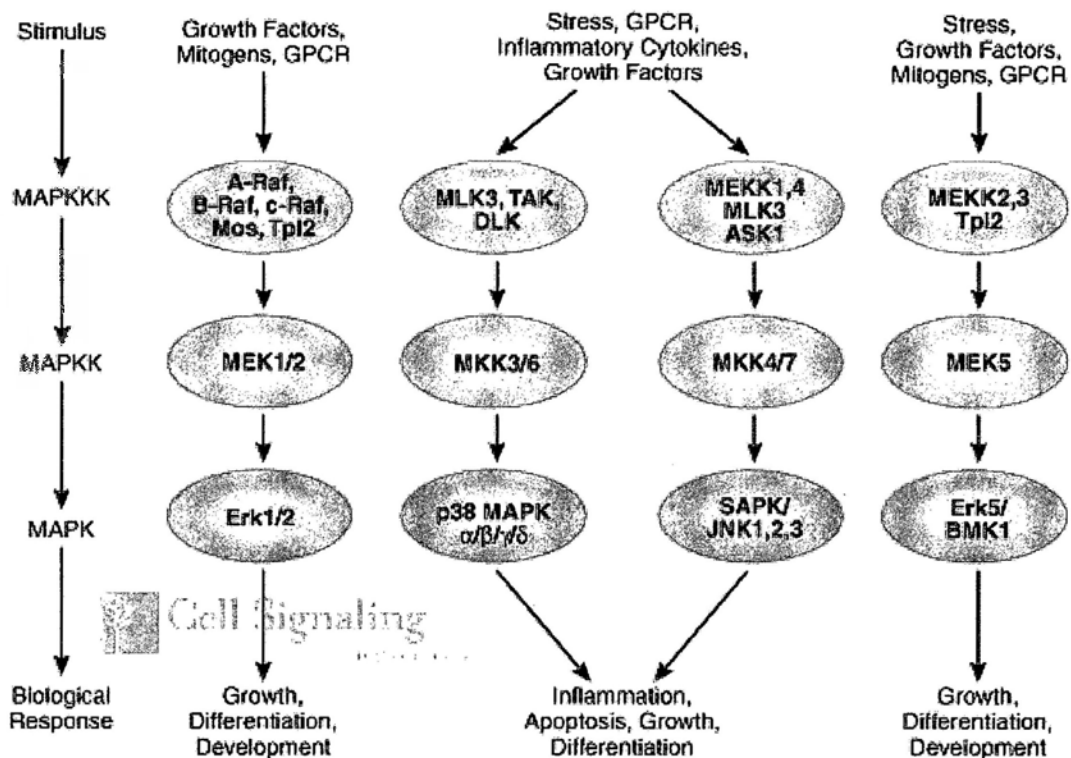 Stimulus
MAPKKK
MAPKK
MAPK
Biological
Response
Growth Factors,
Mitogens, GPCR
A-Raf,
B-Raf, c-Raf,
Mos, Tpl2
MEK1/2
Erk1/2
Growth,
Differentiation,
Development
Stress, GPCR,
Inflammatory Cytokines,
Growth Factors
MLK3, TAK,
DLK
MKK3/6
p38 MAPK
α/β/γ/δ
MEKK1,4
MLK3
ASK1
MKK4/7
SAPK/
JNK1,2,3
Inflammation,
Apoptosis, Growth,
Differentiation
Stress,
Growth Factors,
Mitogens, GPCR
MEKK2,3
Tpl2
MEK5
Erk5/
BMK1
Growth,
Differentiation,
Development
Cell Signaling